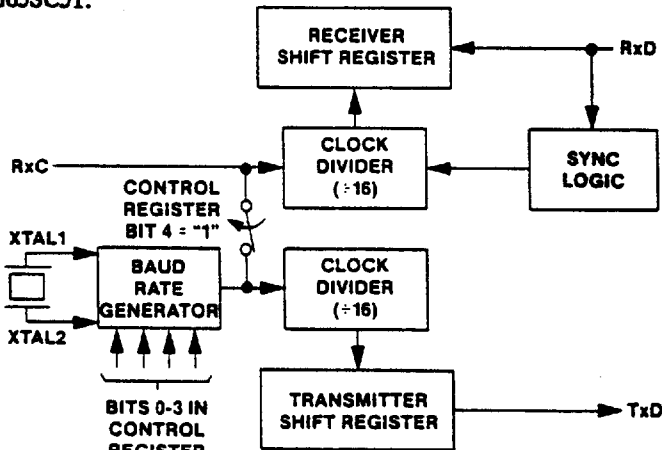 RECEIVER
SHIFT REGISTER
RxD
RxC
CLOCK
DIVIDER
(÷16)
SYNC
LOGIC
CONTROL
REGISTER
BIT 4 = "1"
XTAL1
BAUD
RATE
GENERATOR
CLOCK
DIVIDER
(÷16)
XTAL2
BITS 0-3 IN
CONTROL
REGISTER
TRANSMITTER
SHIFT REGISTER
TxD